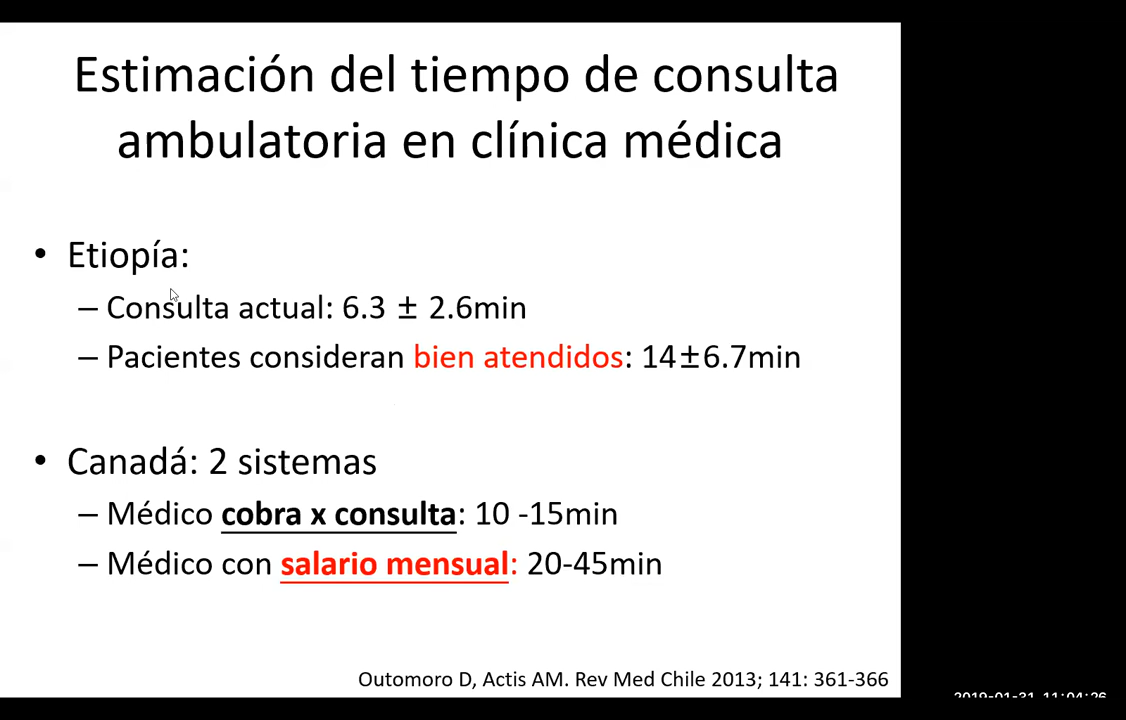 Estimación del tiempo de consulta
ambulatoria en clínica médica
• Etiopía:
– Consulta actual: 6.3 ± 2.6min
– Pacientes consideran bien atendidos: 14±6.7min
• Canadá: 2 sistemas
– Médico cobra x consulta: 10 -15min
– Médico con salario mensual: 20-45min
Outomoro D, Actis AM. Rev Med Chile 2013; 141: 361-366
2019-01-31 11:04:26